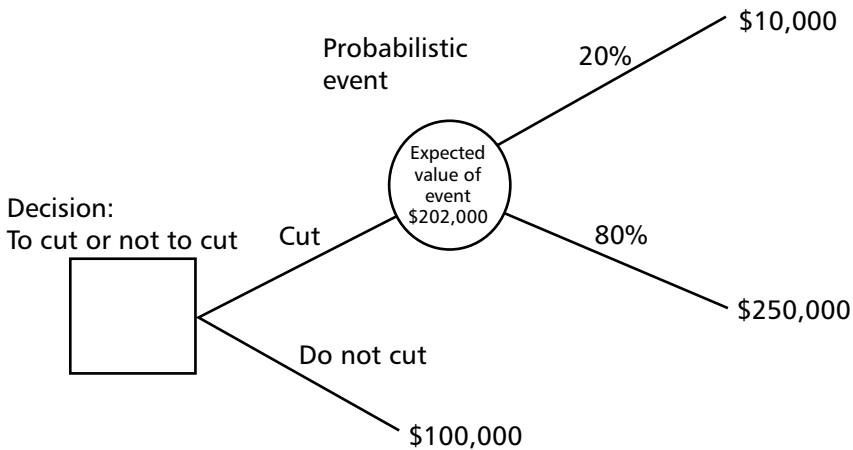 Probabilistic
event
20%
$10,000
Expected
value of
event
$202,000
Decision:
To cut or not to cut
Cut
80%
$250,000
Do not cut
$100,000